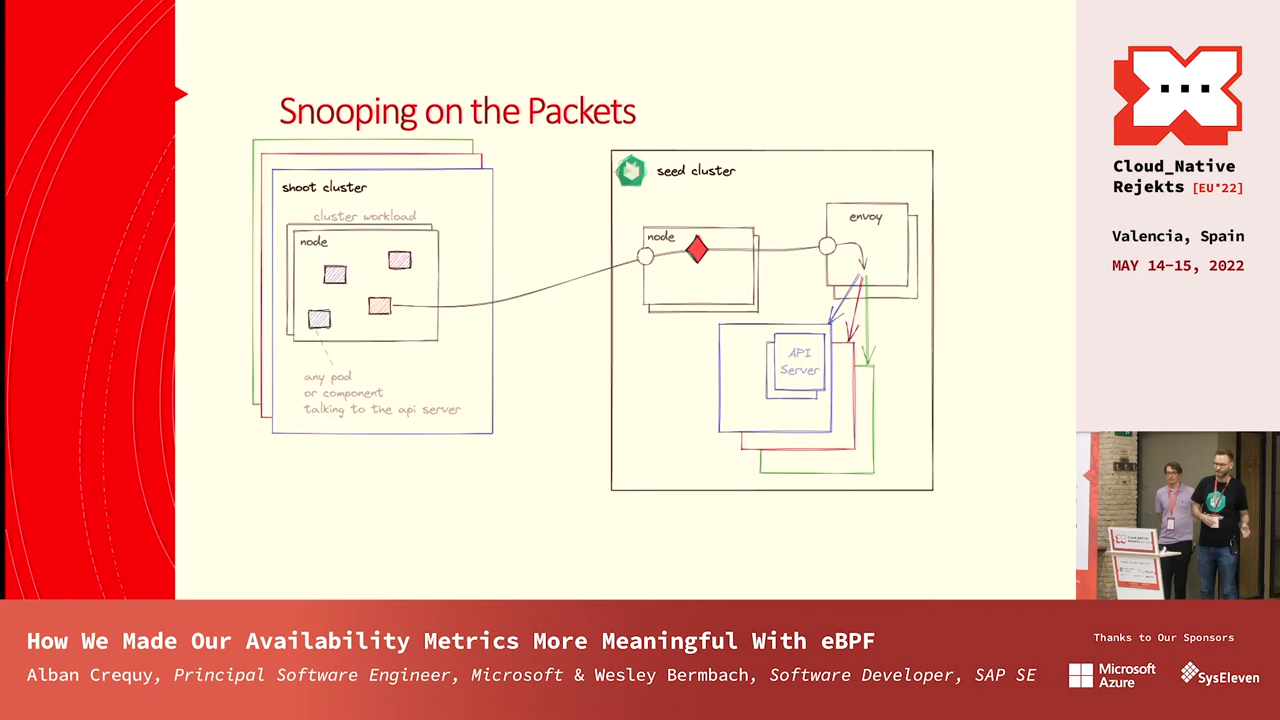 Snooping on the Packets
shoot cluster
cluster workload
node
any pod
or component
talking to the api server
seed cluster
node
envoy
API
Server
Cloud_Native
Rejekts [EU*22]
Valencia, Spain
MAY 14-15, 2022
How We Made Our Availability Metrics More Meaningful With eBPF
Alban Crequy, Principal Software Engineer, Microsoft & Wesley Bermbach, Software Developer, SAP SE
Thanks to Our Sponsors
Microsoft
Azure
SysEleven